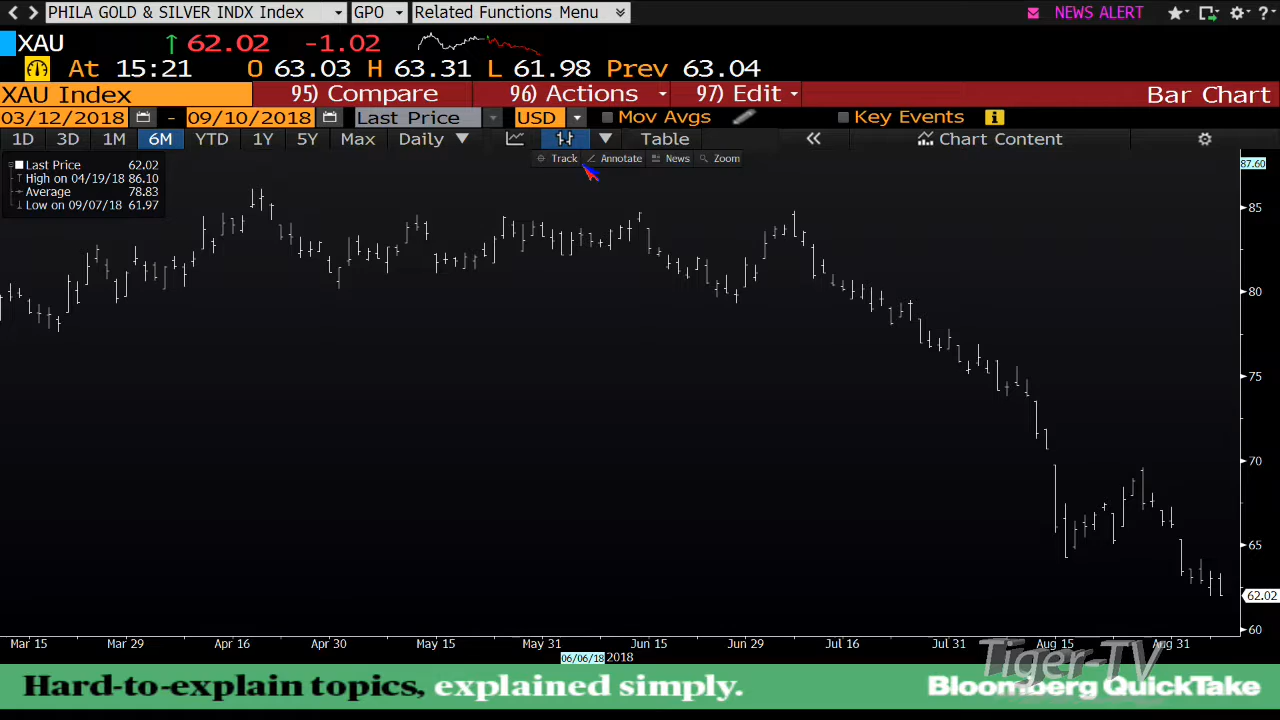 PHILA GOLD & SILVER INDX Index GPO Related Functions Menu NEWS ALERT ?
XAU ↑ 62.02 -1.02
At 15:21 O 63.03 H 63.31 L 61.98 Prev 63.04
XAU Index 95) Compare 96) Actions 97) Edit Bar Chart
03/12/2018 - 09/10/2018 Last Price USD Mov Avgs Key Events
1D 3D 1M 6M YTD 1Y 5Y Max Daily Table « Chart Content
Track Annotate News Zoom
Last Price 62.02
High on 04/19/18 86.10
Average 78.83
Low on 09/07/18 61.97
87.60
85
80
75
70
65
62.02
60
Mar 15 Mar 29 Apr 16 Apr 30 May 15 May 31 Jun 15 Jun 29 Jul 16 Jul 31 Aug 15 Aug 31
06/06/18 2018
Tiger-TV
Hard-to-explain topics, explained simply. Bloomberg QuickTake